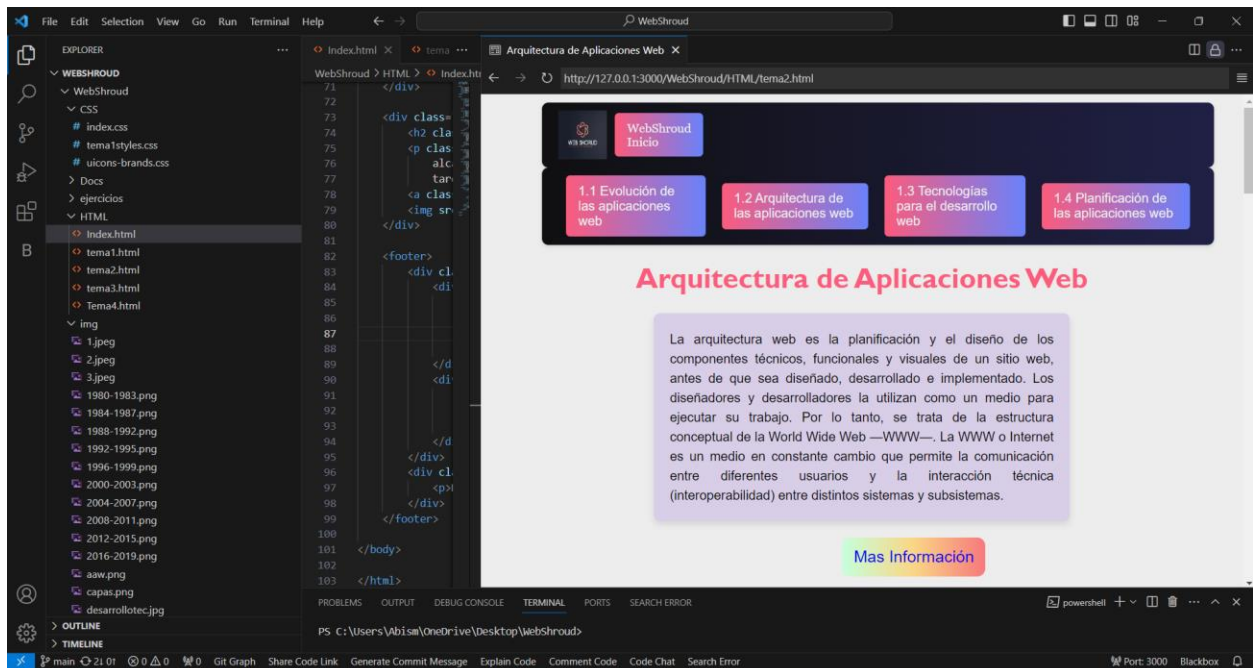 File Edit Selection View Go Run Terminal Help
WebShroud
EXPLORER
WEBSHROUD
WebShroud
CSS
# index.css
# tema1styles.css
# uicons-brands.css
Docs
ejercicios
HTML
Index.html
tema1.html
tema2.html
tema3.html
Tema4.html
img
1.jpeg
2.jpeg
3.jpeg
1980-1983.png
1984-1987.png
1988-1992.png
1992-1995.png
1996-1999.png
2000-2003.png
2004-2007.png
2008-2011.png
2012-2015.png
2016-2019.png
aaw.png
capas.png
desarrollotec.jpg
OUTLINE
TIMELINE
Index.html tema ...
WebShroud > HTML > Index.ht
71 </div>
72
73 <div class=
74 <h2 cla
75 <p clas
76 alc
77 tar
78 <a clas
79 <img sr
80 </div>
81
82 <footer>
83 <div cl
84 <di
85
86
87
88
89 </d
90 <di
91
92
93
94 </d
95 </div>
96 <div cl
97 <p>
98 </div>
99 </footer>
100
101 </body>
102
103 </html>
Arquitectura de Aplicaciones Web
http://127.0.0.1:3000/WebShroud/HTML/tema2.html
WebShroud
Inicio
1.1 Evolución de
las aplicaciones
web
1.2 Arquitectura de
las aplicaciones web
1.3 Tecnologías
para el desarrollo
web
1.4 Planificación de
las aplicaciones web
Arquitectura de Aplicaciones Web
La arquitectura web es la planificación y el diseño de los
componentes técnicos, funcionales y visuales de un sitio web,
antes de que sea diseñado, desarrollado e implementado. Los
diseñadores y desarrolladores la utilizan como un medio para
ejecutar su trabajo. Por lo tanto, se trata de la estructura
conceptual de la World Wide Web —WWW—. La WWW o Internet
es un medio en constante cambio que permite la comunicación
entre diferentes usuarios y la interacción técnica
(interoperabilidad) entre distintos sistemas y subsistemas.
Mas Información
PROBLEMS OUTPUT DEBUG CONSOLE TERMINAL PORTS SEARCH ERROR
powershell
PS C:\Users\Abism\OneDrive\Desktop\WebShroud>
main 2↓ 0↑ 0 0 0 Git Graph Share Code Link Generate Commit Message Explain Code Comment Code Code Chat Search Error
Port: 3000 Blackbox